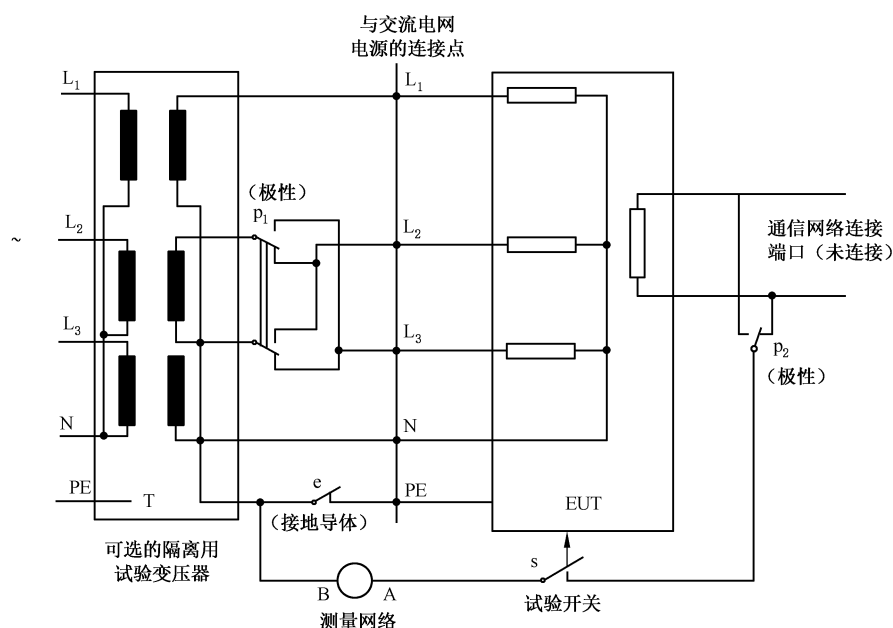 与交流电网
电源的连接点
L1
L1
(极性)
p1
L2
L2
~
通信网络连接
端口(未连接)
L3
L3
p2
(极性)
N
N
PE
T
e
PE
EUT
(接地导体)
可选的隔离用
试验变压器
s
B
A
试验开关
测量网络